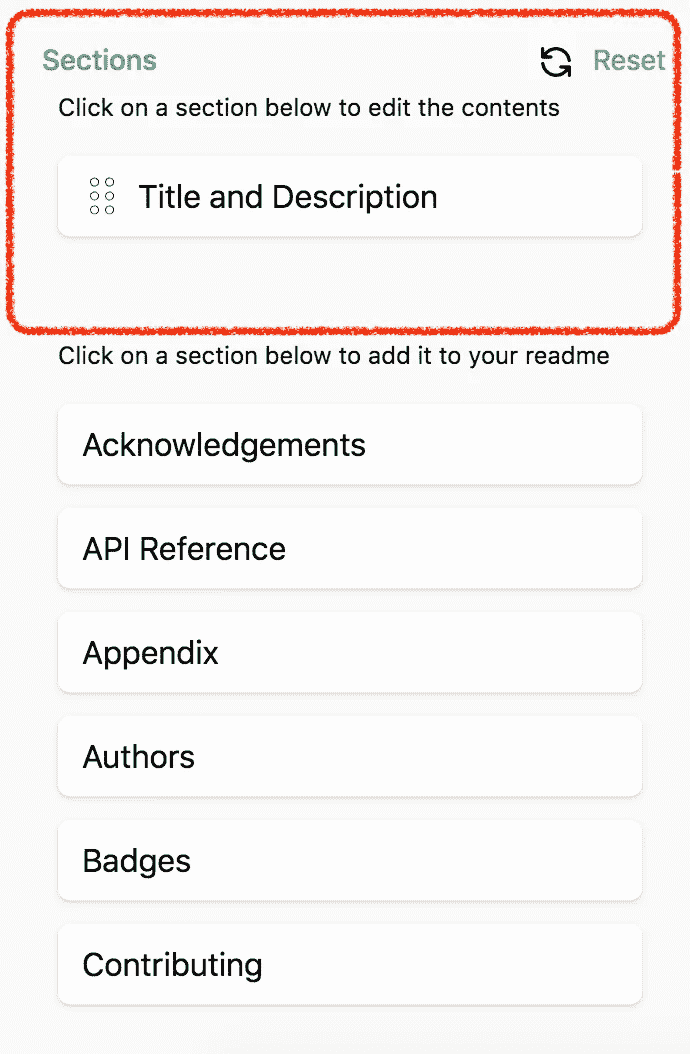 Sections Reset
Click on a section below to edit the contents
Title and Description
Click on a section below to add it to your readme
Acknowledgements
API Reference
Appendix
Authors
Badges
Contributing